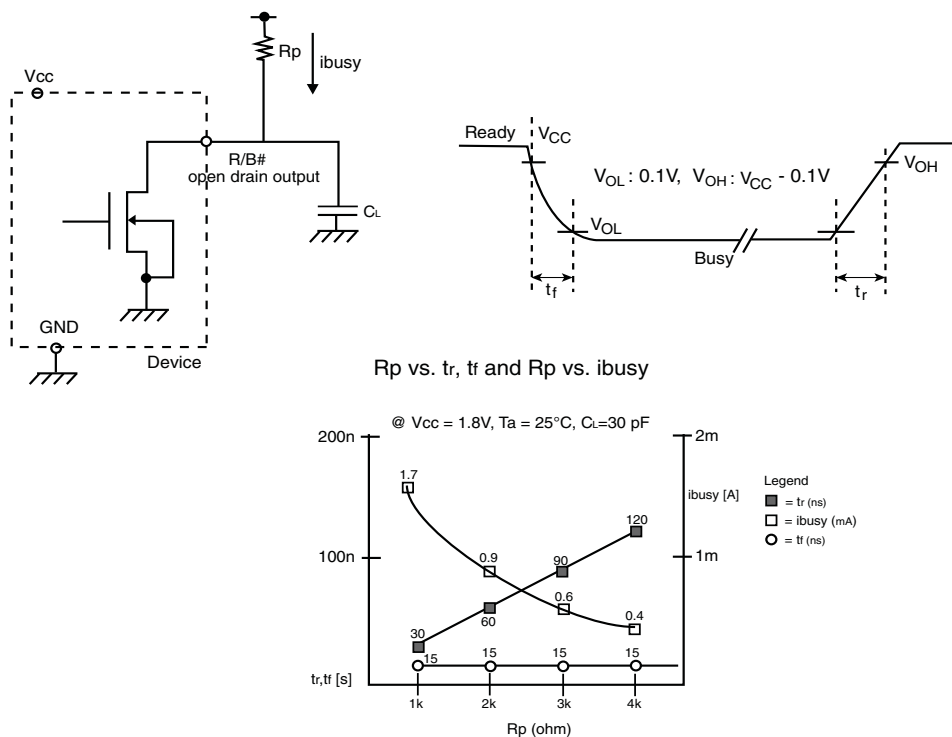 Rp
ibusy
Vcc
R/B#
open drain output
CL
GND
Device
Ready
VCC
VOL : 0.1V, VOH : VCC - 0.1V
VOH
VOL
Busy
tf
tr
Rp vs. tr, tf and Rp vs. ibusy
@ Vcc = 1.8V, Ta = 25°C, CL=30 pF
200n
2m
1.7
ibusy [A]
Legend
= tr (ns)
= ibusy (mA)
= tf (ns)
120
100n
0.9
90
1m
60
0.6
0.4
30
15
15
15
15
tr,tf [s]
1k
2k
3k
4k
Rp (ohm)